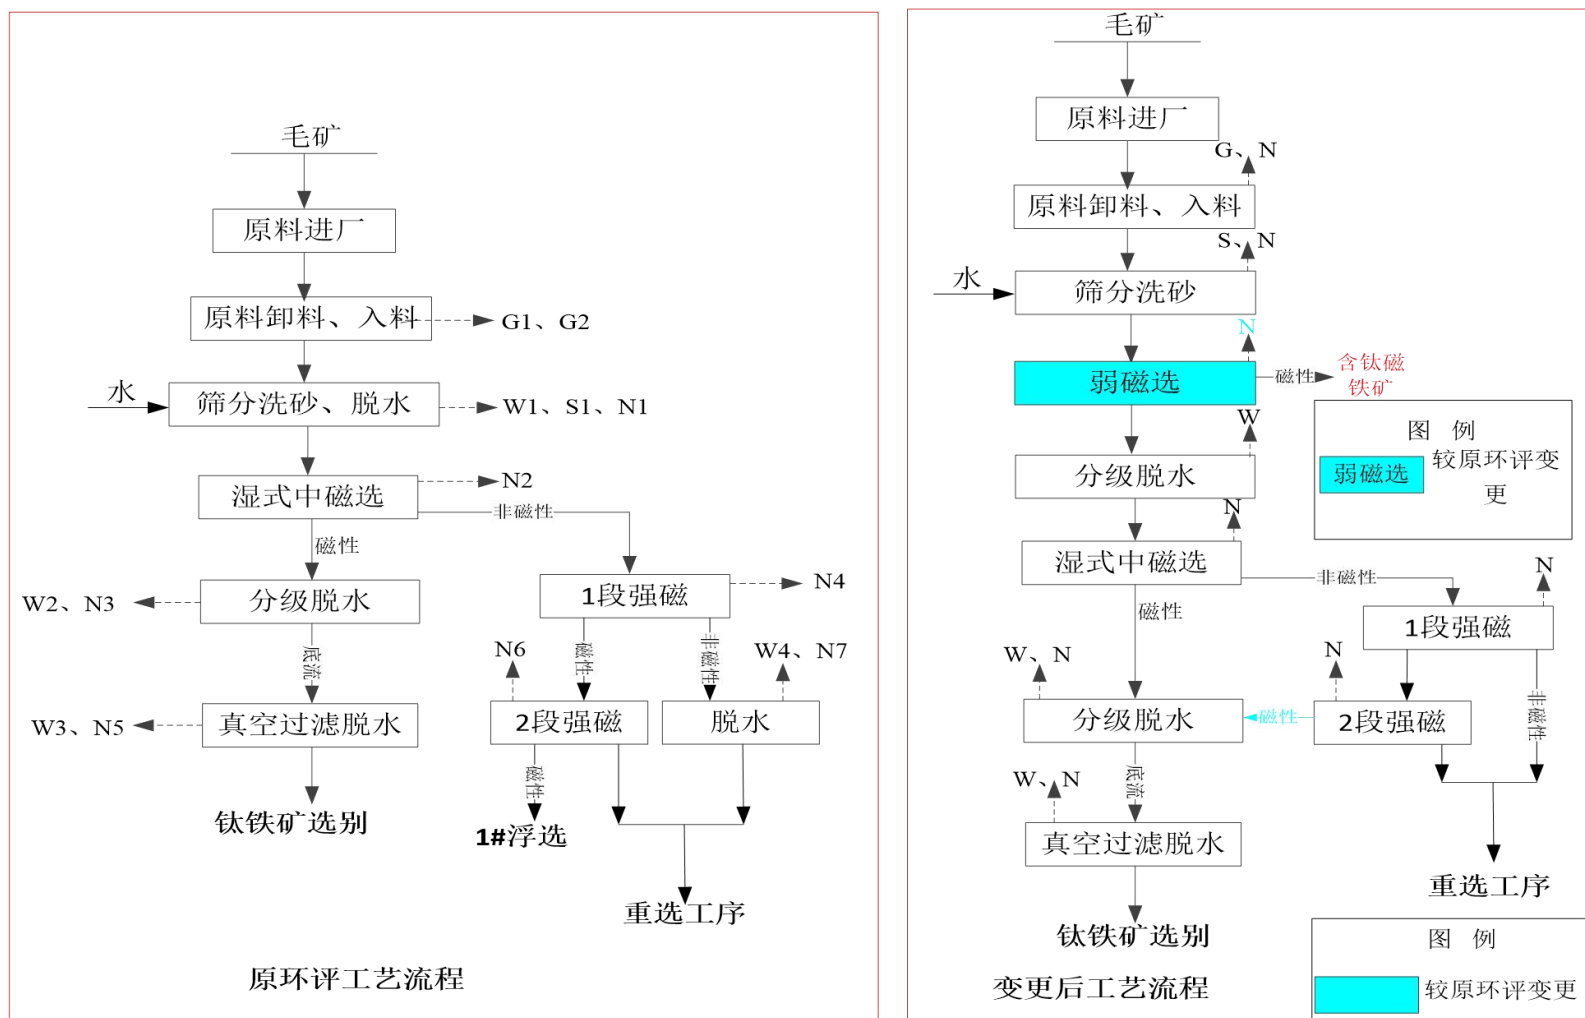 毛矿
原料进厂
原料卸料、入料
G1、G2
水
筛分洗砂、脱水
W1、S1、N1
湿式中磁选
N2
非磁性
磁性
1段强磁
N4
W2、N3
分级脱水
底流
磁性
非磁性
N6
W4、N7
W3、N5
真空过滤脱水
2段强磁
脱水
磁性
钛铁矿选别
1#浮选
重选工序
原环评工艺流程
毛矿
原料进厂
G、N
原料卸料、入料
S、N
水
筛分洗砂
N
弱磁选
磁性
含钛磁
铁矿
W
分级脱水
N
湿式中磁选
非磁性
N
磁性
1段强磁
W、N
N
非磁性
分级脱水
磁性
2段强磁
底流
W、N
真空过滤脱水
重选工序
钛铁矿选别
变更后工艺流程
图 例
弱磁选
较原环评变
更
图 例
较原环评变更